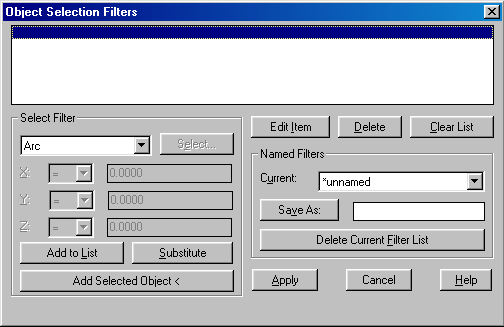 Object Selection Filters
Edit Item Delete Clear List
Select Filter
Arc Select...
X: = 0.0000
Y: = 0.0000
Z: = 0.0000
Add to List Substitute
Add Selected Object <
Named Filters
Current: *unnamed
Save As:
Delete Current Filter List
Apply Cancel Help